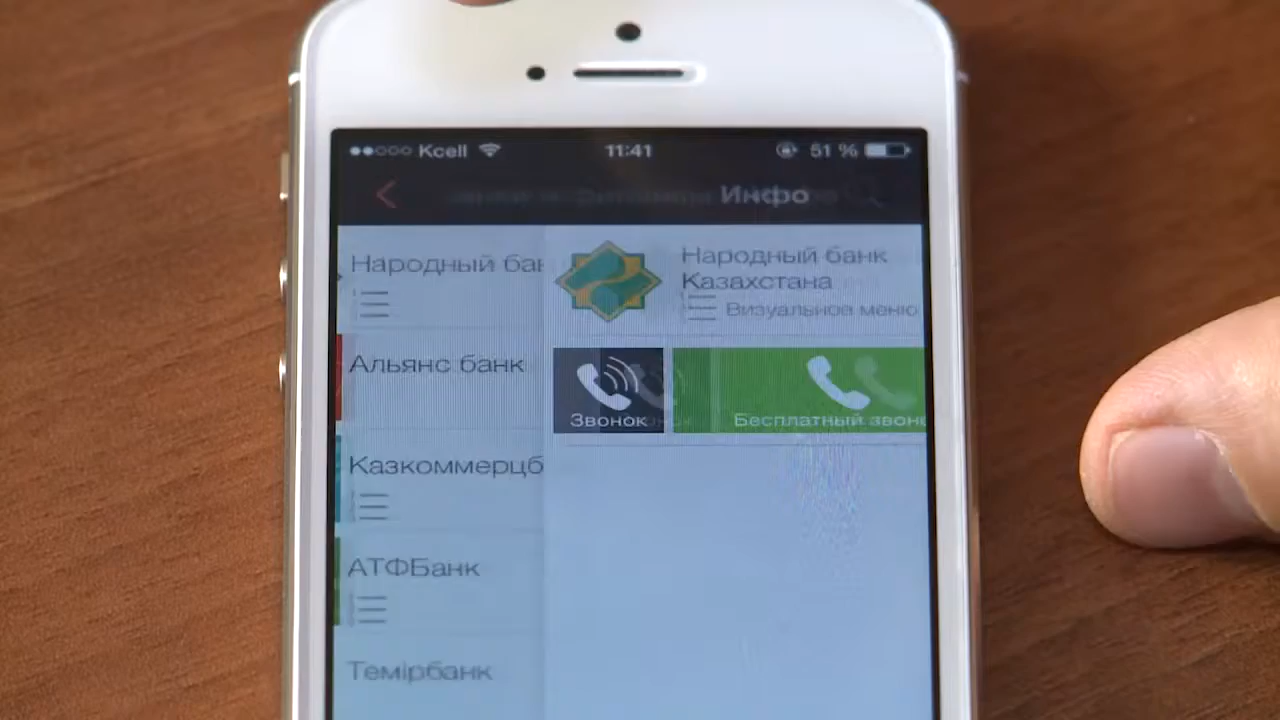 Kcell 11:41 51 %
Инфо
Народный бан
Альянс банк
Казкоммерцб
АТФБанк
Темірбанк
Народный банк
Казахстана
Визуальное меню
Звонок
Бесплатный звон